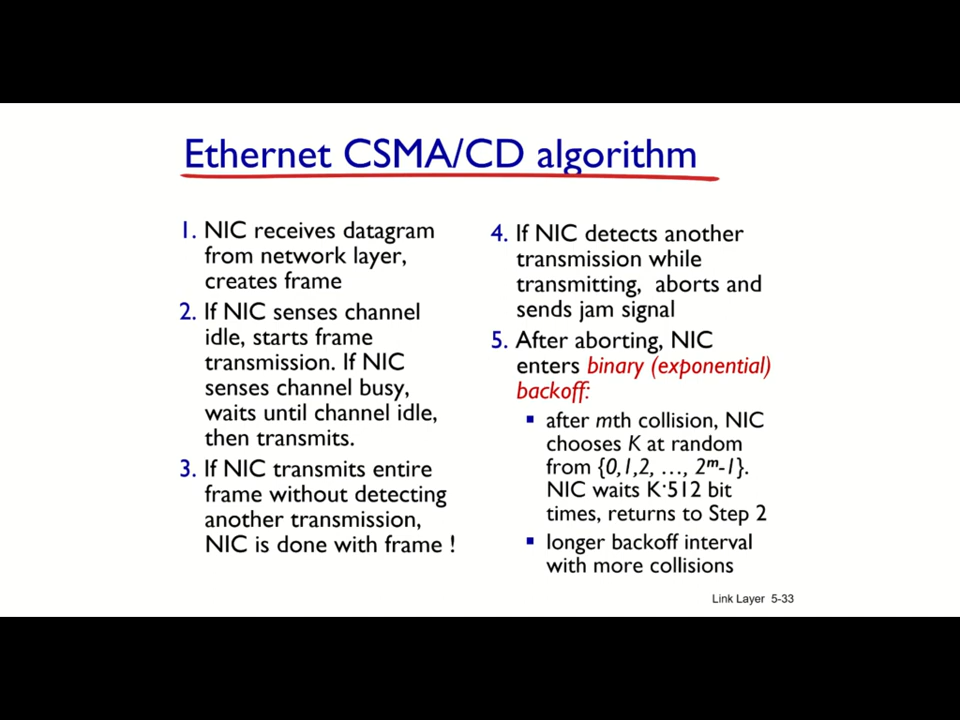 Ethernet CSMA/CD algorithm
1. NIC receives datagram
from network layer,
creates frame
2. If NIC senses channel
idle, starts frame
transmission. If NIC
senses channel busy,
waits until channel idle,
then transmits.
3. If NIC transmits entire
frame without detecting
another transmission,
NIC is done with frame !
4. If NIC detects another
transmission while
transmitting,  aborts and
sends jam signal
5. After aborting, NIC
enters binary (exponential)
backoff:
▪ after mth collision, NIC
chooses K at random
from {0,1,2, …, 2ᵐ-1}.
NIC waits K·512 bit
times, returns to Step 2
▪ longer backoff interval
with more collisions
Link Layer 5-33